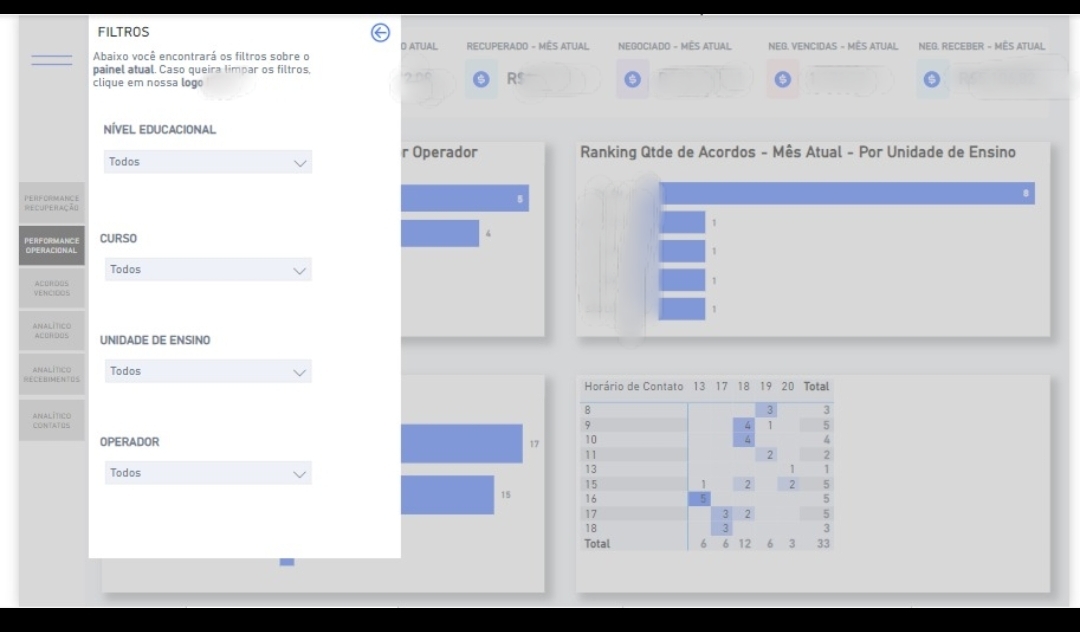 FILTROS
Abaixo você encontrará os filtros sobre o
painel atual. Caso queira limpar os filtros,
clique em nossa logo
NÍVEL EDUCACIONAL
Todos
CURSO
Todos
UNIDADE DE ENSINO
Todos
OPERADOR
Todos
PERFORMANCE
RECUPERAÇÃO
PERFORMANCE
OPERACIONAL
ACORDOS
VENCIDOS
ANALÍTICO
ACORDOS
ANALÍTICO
RECEBIMENTOS
ANALÍTICO
CONTATOS
ATUAL
RECUPERADO - MÊS ATUAL
R$
NEGOCIADO - MÊS ATUAL
NEG. VENCIDAS - MÊS ATUAL
NEG. RECEBER - MÊS ATUAL
r Operador
5
4
Ranking Qtde de Acordos - Mês Atual - Por Unidade de Ensino
8
1
1
1
1
17
15
Horário de Contato 13 17 18 19 20 Total
8 3 3
9 4 1 5
10 4 4
11 2 2
13 1 1
15 1 2 2 5
16 5 5
17 3 2 5
18 3 3
Total 6 6 12 6 3 33